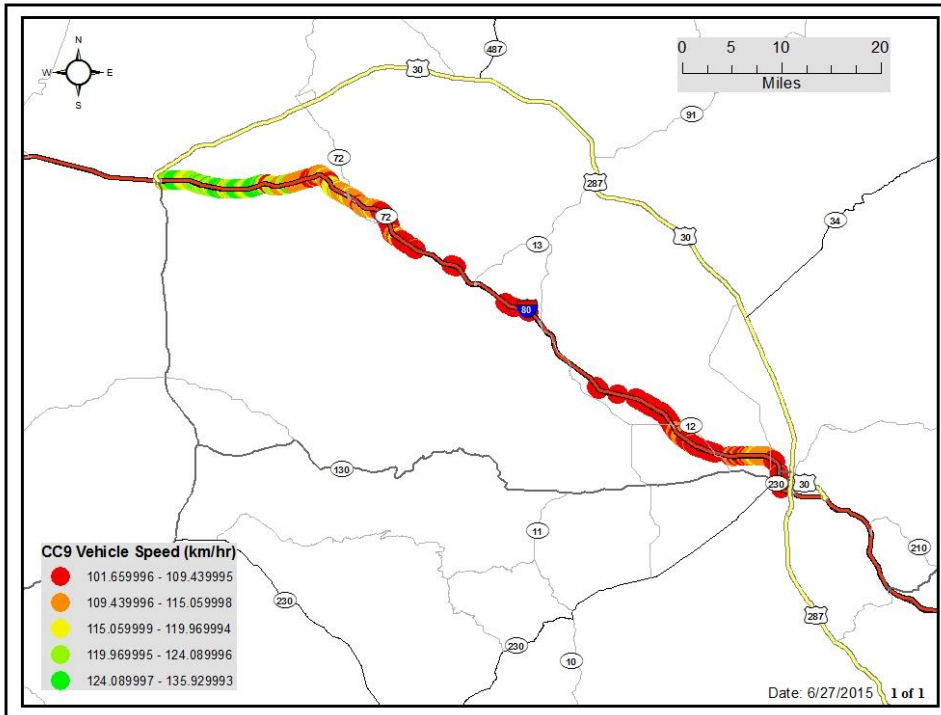 N
W E
S
487
30
0 5 10 20
Miles
91
72
287
72
34
13
30
80
12
130
230
30
11
210
230
287
230
10
CC9 Vehicle Speed (km/hr)
101.659996 - 109.439995
109.439996 - 115.059998
115.059999 - 119.969994
119.969995 - 124.089996
124.089997 - 135.929993
Date: 6/27/2015 1 of 1